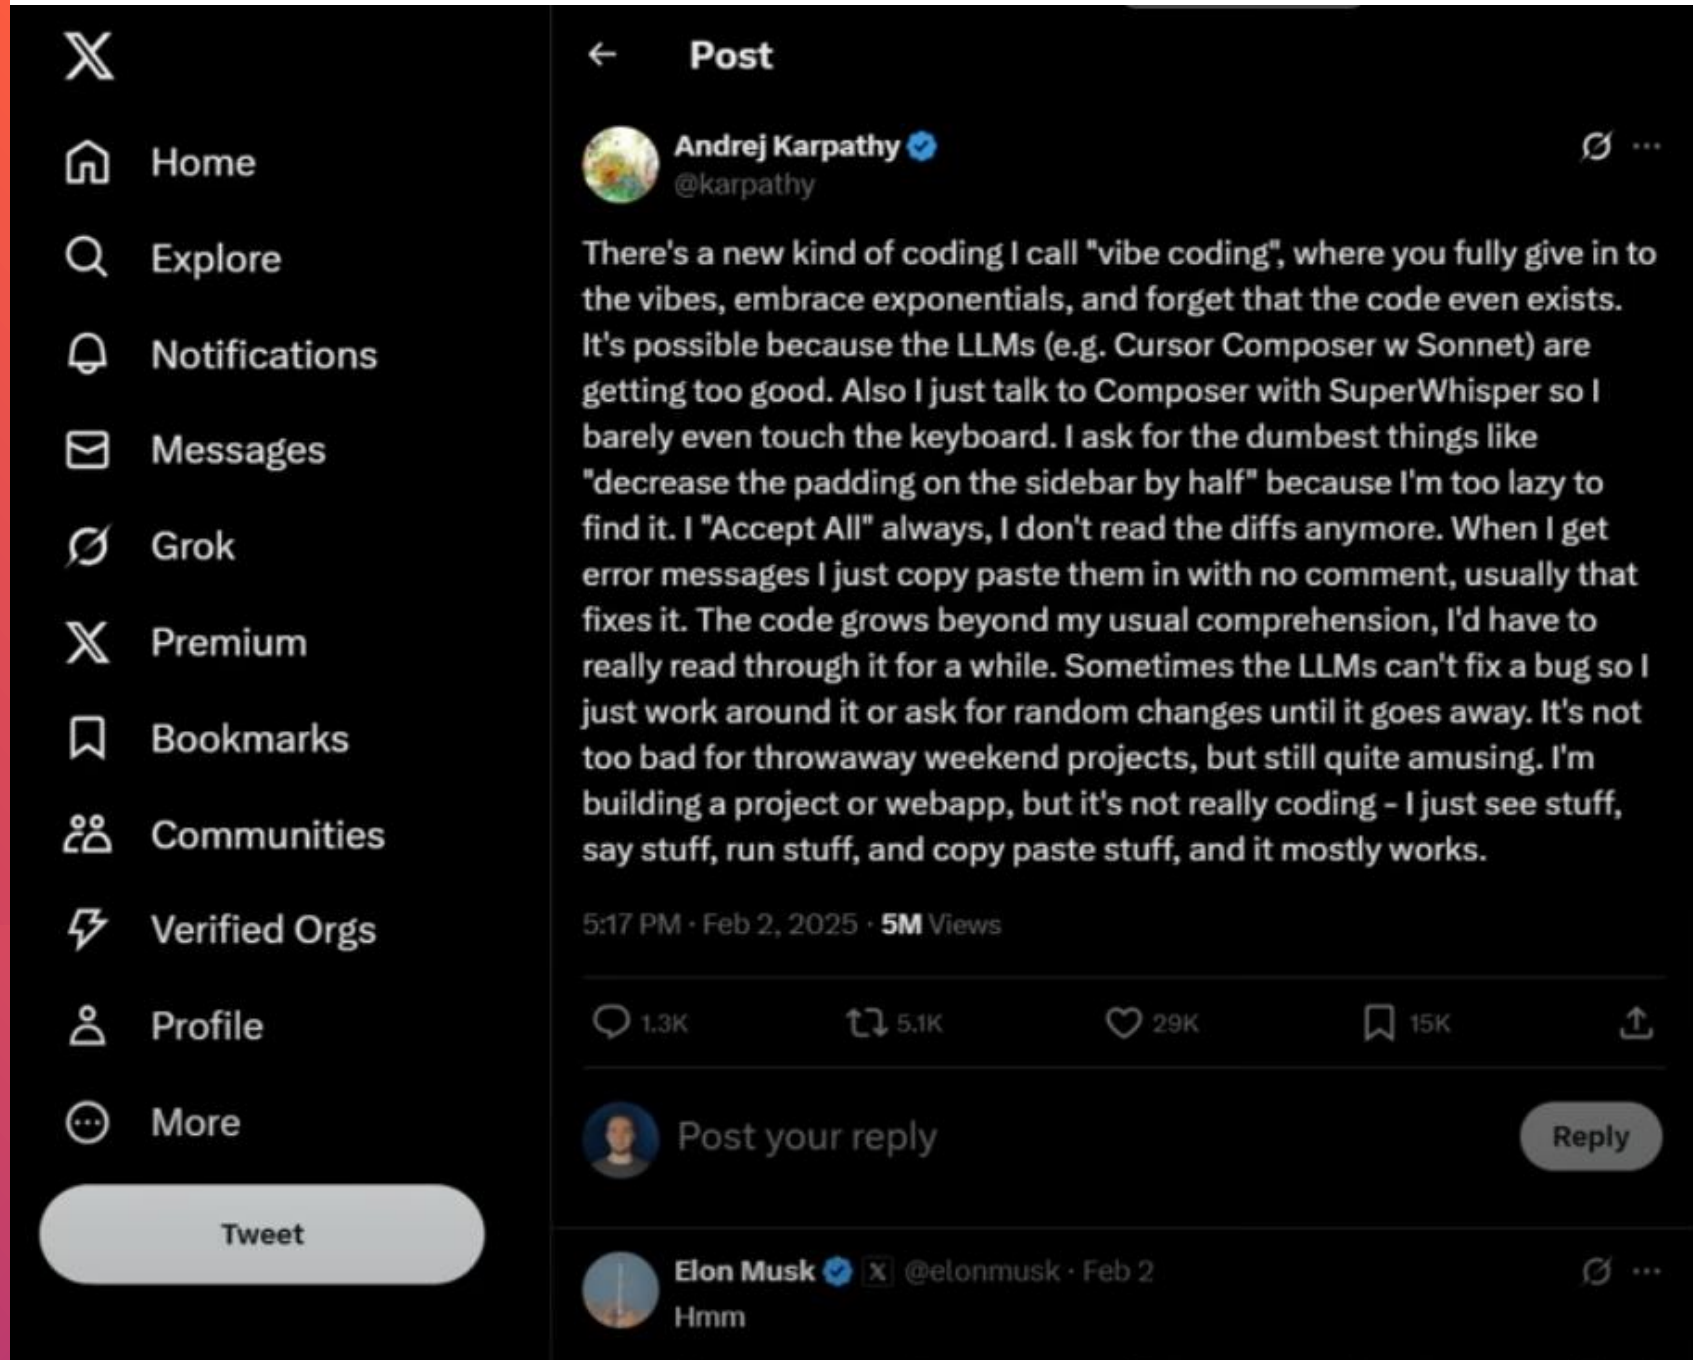 Home
Explore
Notifications
Messages
Grok
Premium
Bookmarks
Communities
Verified Orgs
Profile
More
Tweet
Post
Andrej Karpathy
@karpathy
There's a new kind of coding I call "vibe coding", where you fully give in to
the vibes, embrace exponentials, and forget that the code even exists.
It's possible because the LLMs (e.g. Cursor Composer w Sonnet) are
getting too good. Also I just talk to Composer with SuperWhisper so I
barely even touch the keyboard. I ask for the dumbest things like
"decrease the padding on the sidebar by half" because I'm too lazy to
find it. I "Accept All" always, I don't read the diffs anymore. When I get
error messages I just copy paste them in with no comment, usually that
fixes it. The code grows beyond my usual comprehension, I'd have to
really read through it for a while. Sometimes the LLMs can't fix a bug so I
just work around it or ask for random changes until it goes away. It's not
too bad for throwaway weekend projects, but still quite amusing. I'm
building a project or webapp, but it's not really coding - I just see stuff,
say stuff, run stuff, and copy paste stuff, and it mostly works.
5:17 PM · Feb 2, 2025 · 5M Views
1.3K 5.1K 29K 15K
Post your reply
Reply
Elon Musk X @elonmusk · Feb 2
Hmm